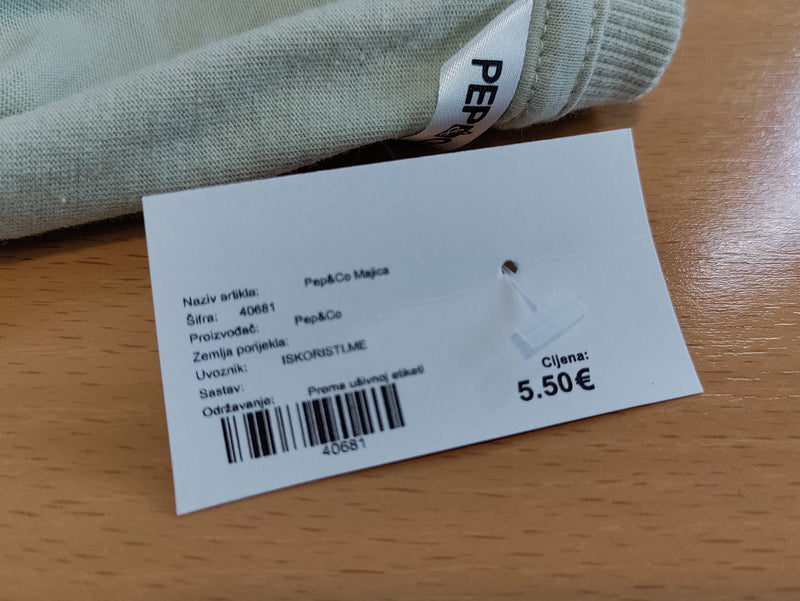 PEP&CO
Naziv artikla: Pep&Co Majica
Šifra: 40681
Proizvođač: Pep&Co
Zemlja porijekla:
Uvoznik: ISKORISTI.ME
Sastav:
Održavanje: Prema ušivnoj etiketi
40681
Cijena:
5.50€